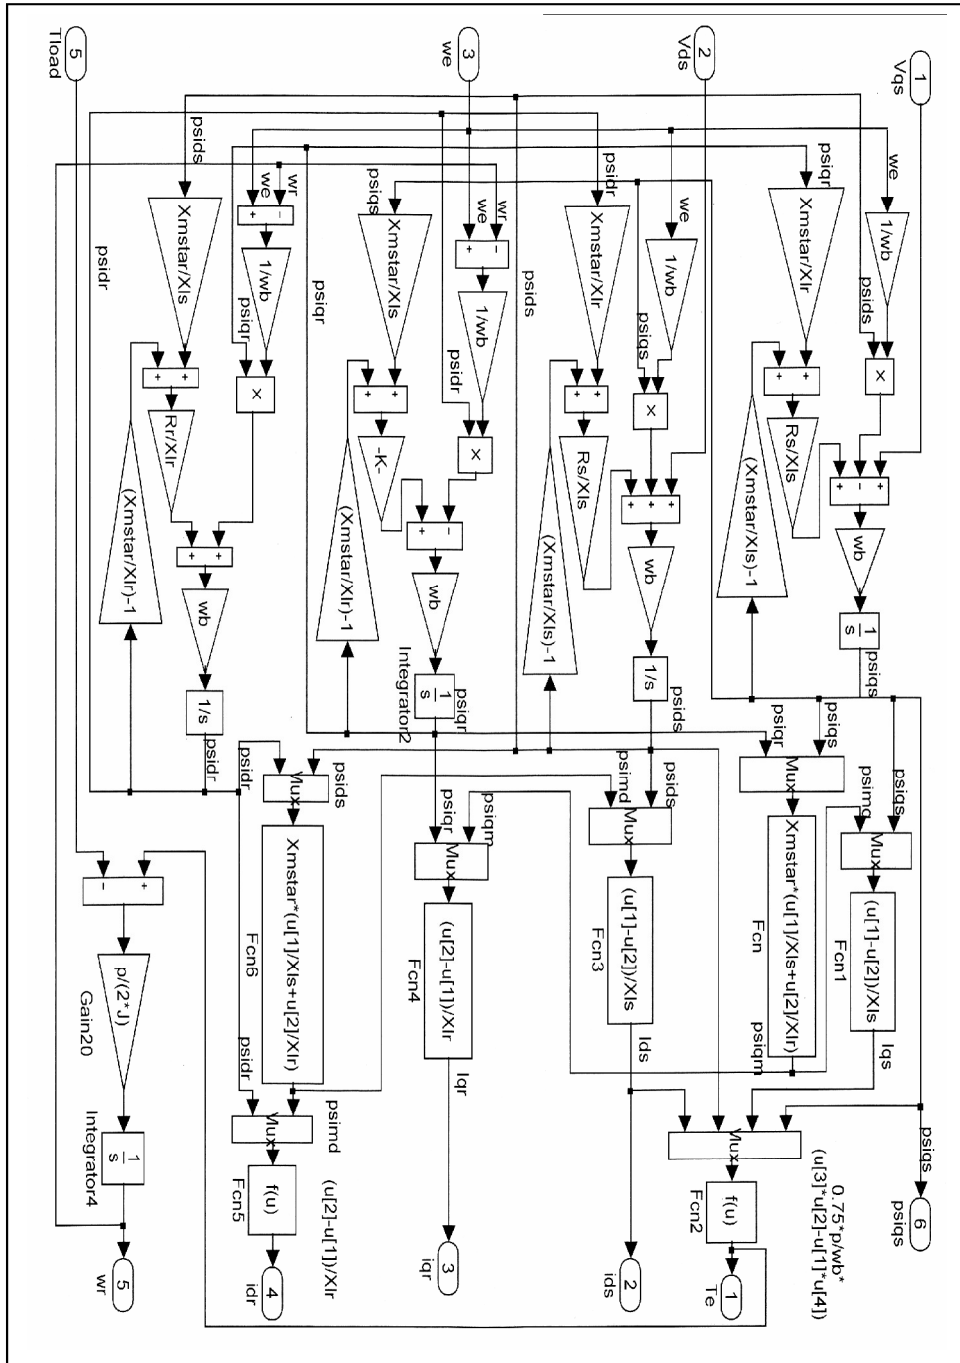 1
Vqs
we
1/wb
psids
×
+
-
+
wb
1
s
psiqs
psiqs
psiqs
6
psiqs
psiqr
Xmstar/Xlr
+
+
Rs/Xls
(Xmstar/Xls)-1
psimq
Mux
(u[1]-u[2])/Xls
Fcn1
Iqs
psiqs
psiqr
Mux
Xmstar*(u[1]/Xls+u[2]/Xlr)
Fcn
psiqm
0.75*p/wb*
(u[3]*u[2]-u[1]*u[4])
2
Vds
we
1/wb
psiqs
×
+
+
+
wb
1/s
psids
Mux
f(u)
Fcn2
1
Te
psidr
Xmstar/Xlr
+
+
Rs/Xls
(Xmstar/Xls)-1
psids
psimd
Mux
(u[1]-u[2])/Xls
Fcn3
Ids
2
ids
psids
3
we
wr
we
-
+
1/wb
psidr
×
-
+
wb
1
s
Integrator2
psiqr
psiqm
psiqr
Mux
(u[2]-u[1])/Xlr
Fcn4
Iqr
3
iqr
psiqs
Xmstar/Xls
+
+
-K-
(Xmstar/Xlr)-1
psiqr
wr
we
-
+
1/wb
psiqr
×
+
+
wb
1/s
psidr
psids
psidr
Mux
Xmstar*(u[1]/Xls+u[2]/Xlr)
Fcn6
psimd
psidr
Mux
f(u)
Fcn5
(u[2]-u[1])/Xlr
4
idr
psids
Xmstar/Xls
+
+
Rr/Xlr
(Xmstar/Xlr)-1
psidr
5
Tload
+
-
p/(2*J)
Gain20
1
s
Integrator4
5
wr